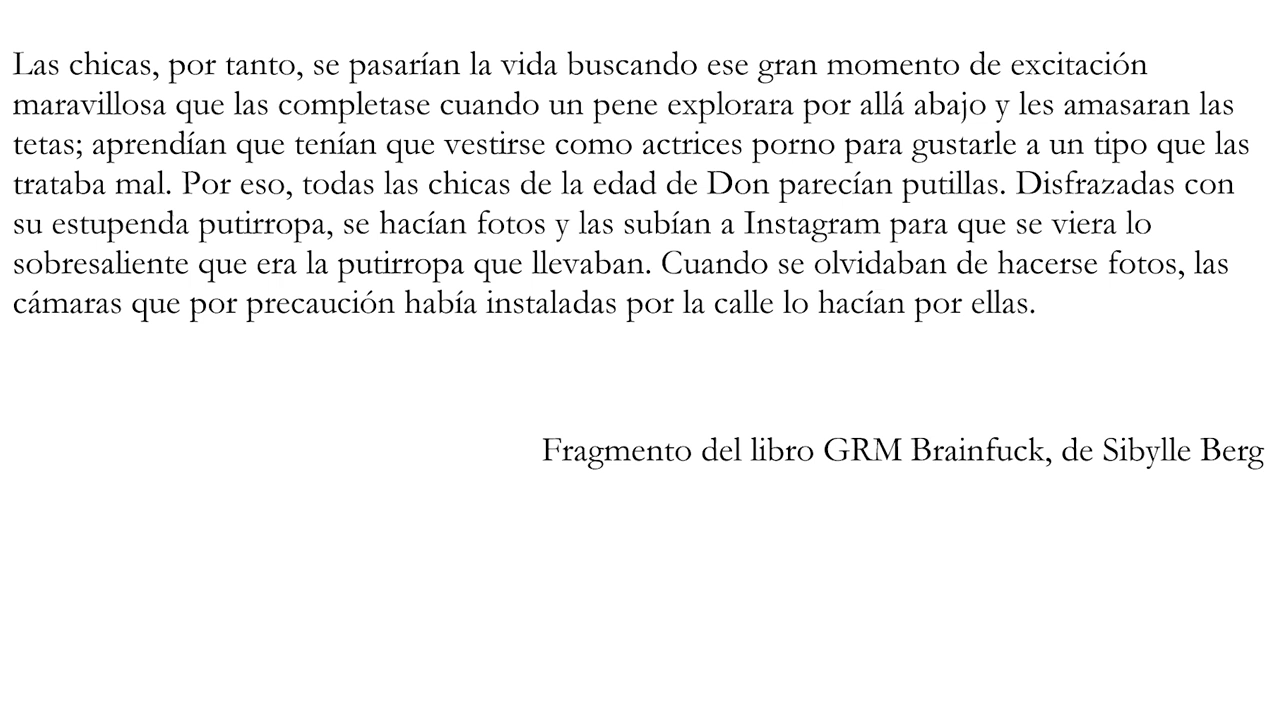 Las chicas, por tanto, se pasarían la vida buscando ese gran momento de excitación
maravillosa que las completase cuando un pene explorara por allá abajo y les amasaran las
tetas; aprendían que tenían que vestirse como actrices porno para gustarle a un tipo que las
trataba mal. Por eso, todas las chicas de la edad de Don parecían putillas. Disfrazadas con
su estupenda putirropa, se hacían fotos y las subían a Instagram para que se viera lo
sobresaliente que era la putirropa que llevaban. Cuando se olvidaban de hacerse fotos, las
cámaras que por precaución había instaladas por la calle lo hacían por ellas.
Fragmento del libro GRM Brainfuck, de Sibylle Berg